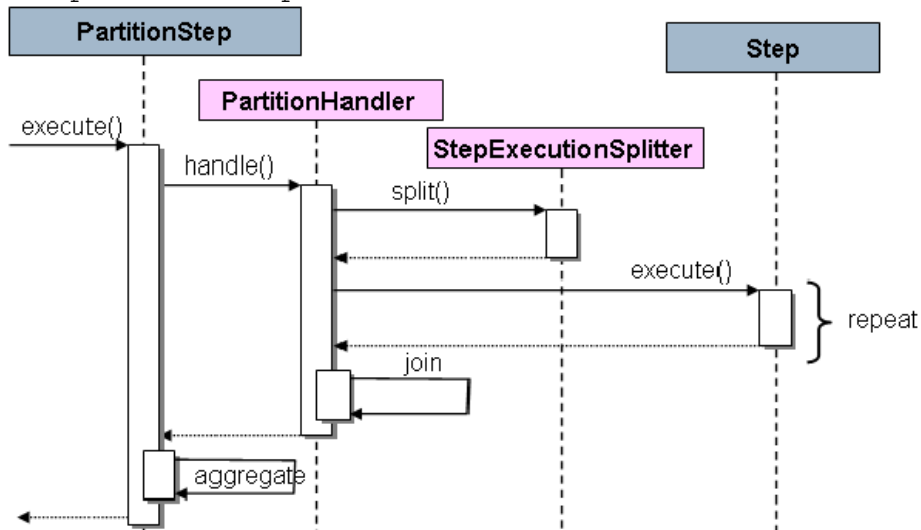 PartitionStep
Step
PartitionHandler
execute()
StepExecutionSplitter
handle()
split()
execute()
repeat
join
aggregate